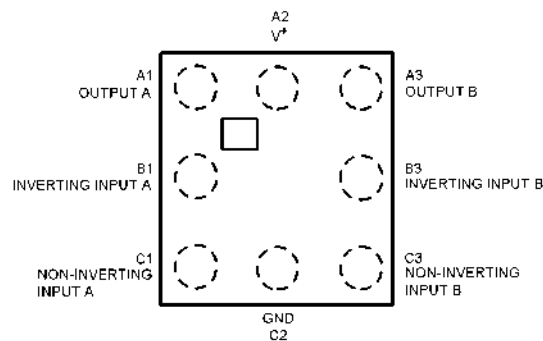 A2
V+
A1
OUTPUT A
A3
OUTPUT B
B1
INVERTING INPUT A
B3
INVERTING INPUT B
C1
NON-INVERTING
INPUT A
C3
NON-INVERTING
INPUT B
GND
C2